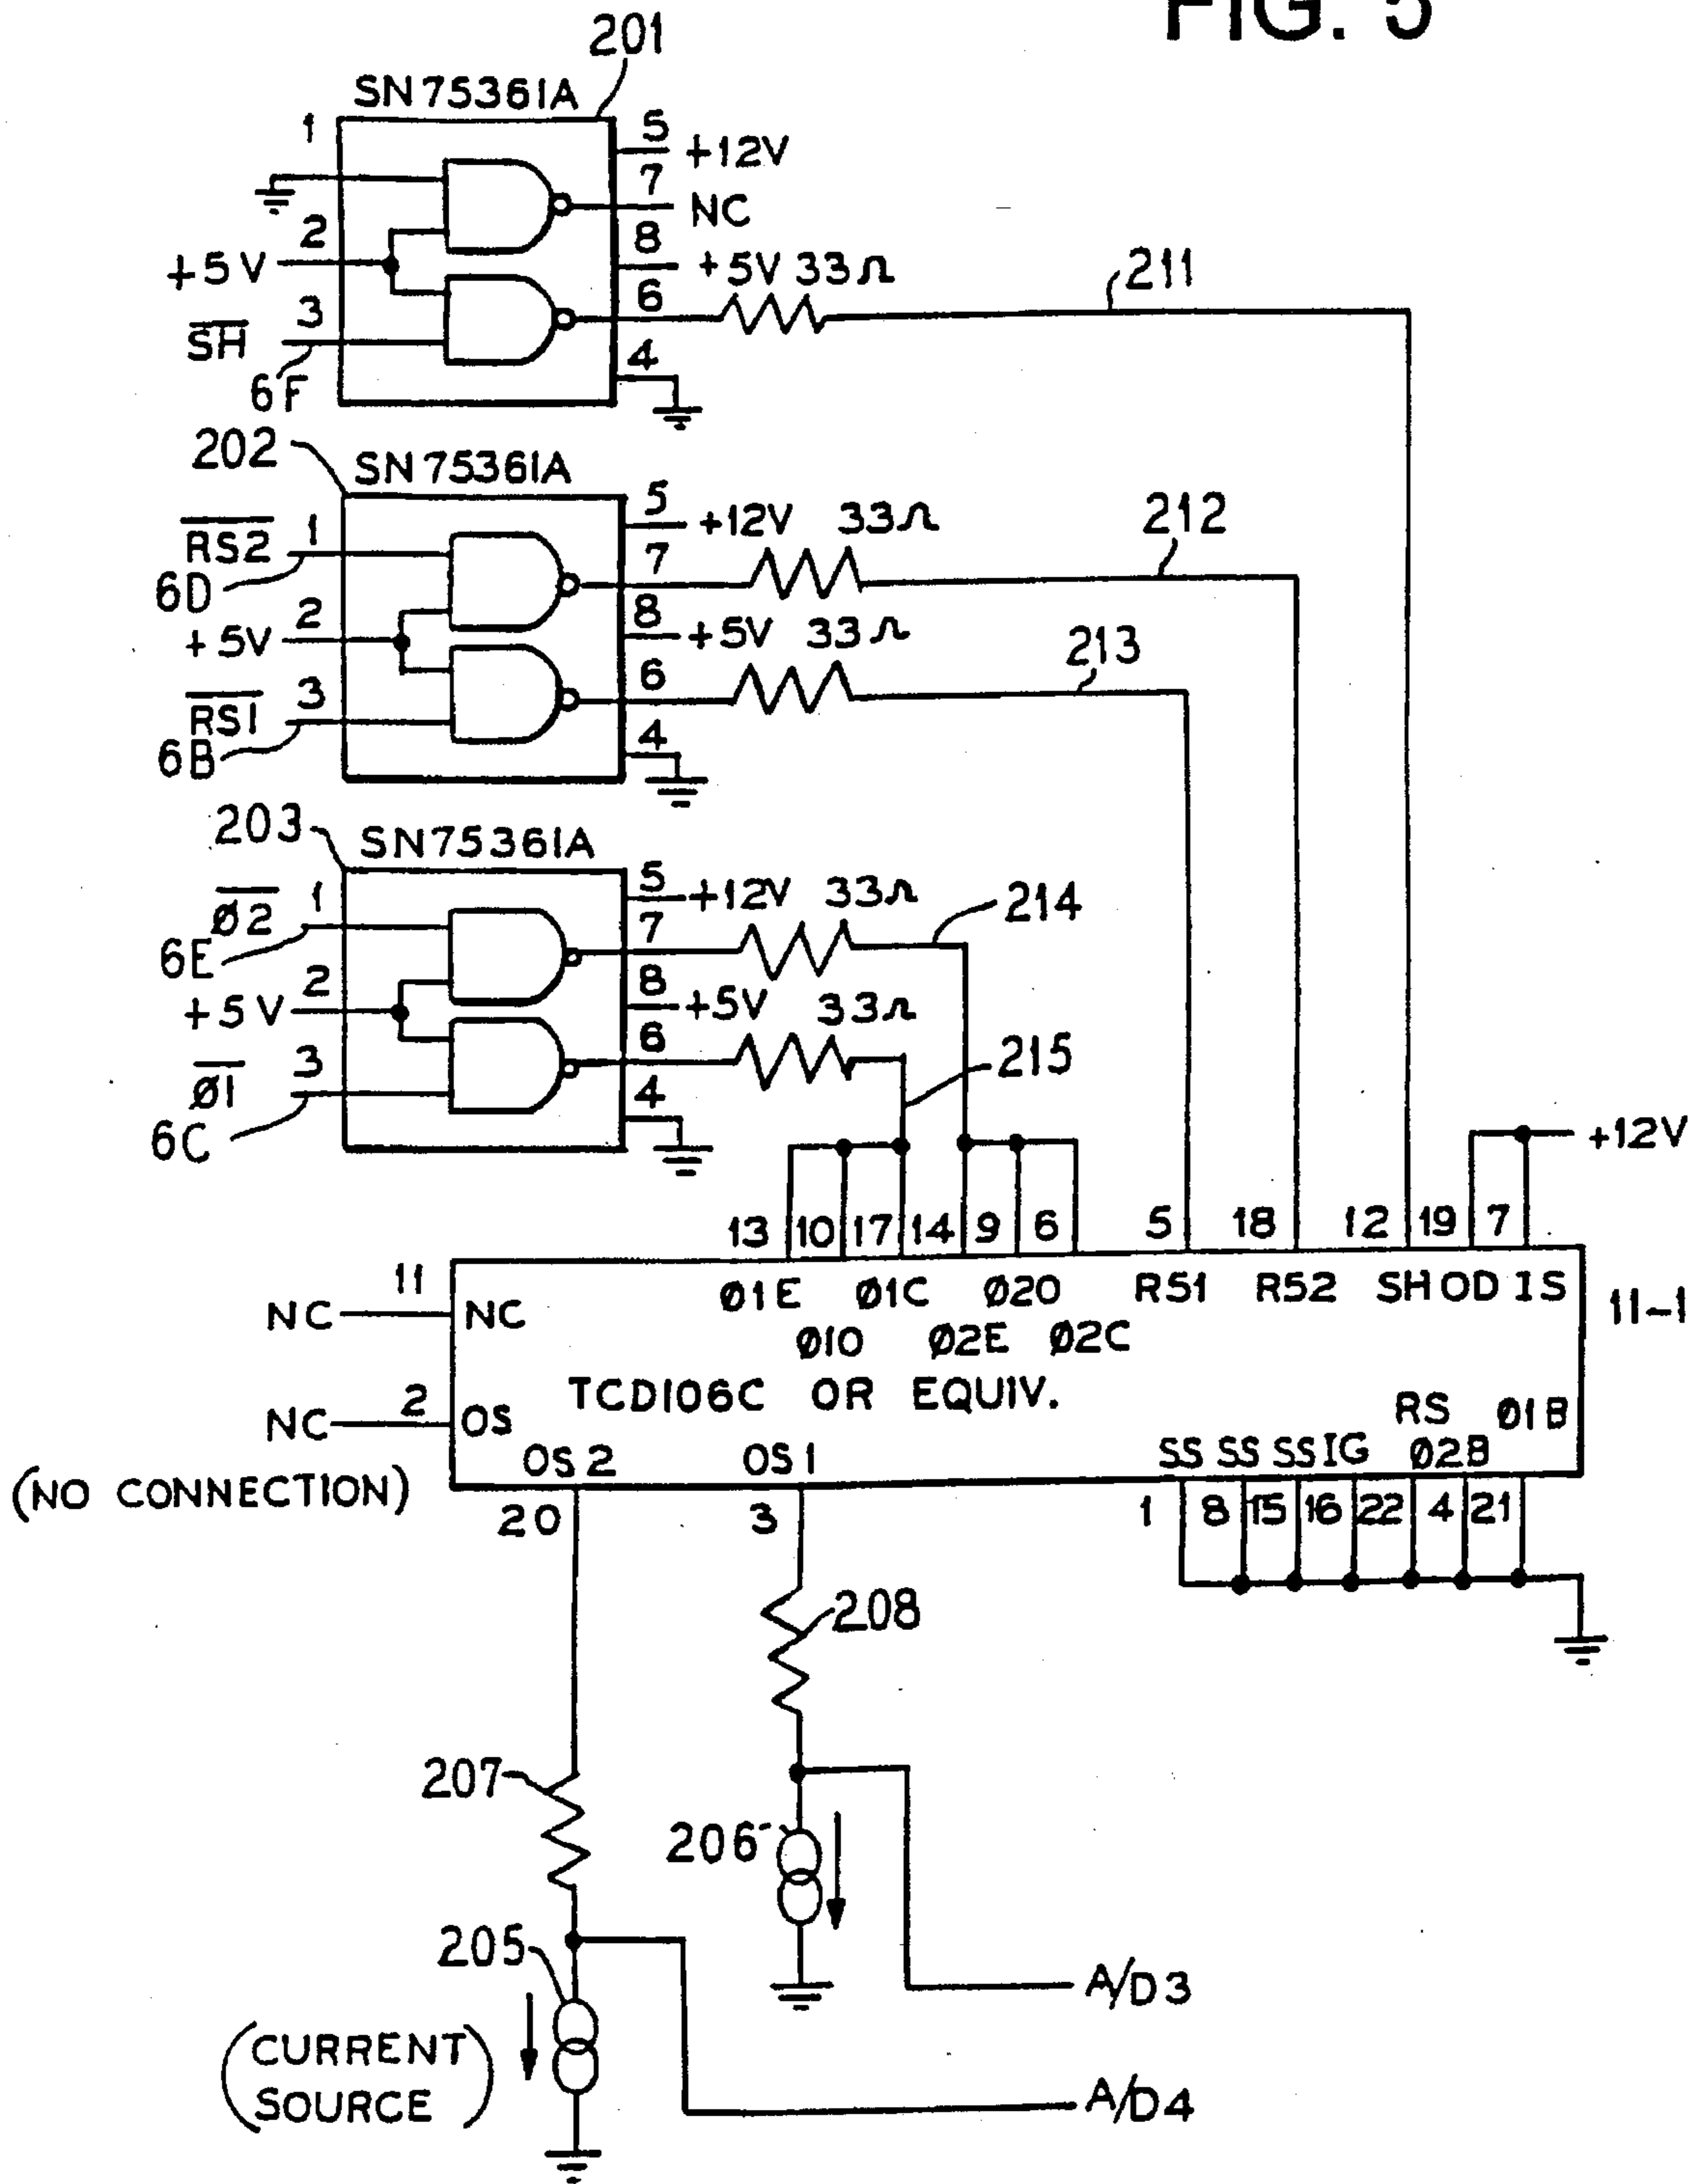 FIG. 5
201
SN75361A
1
5
+12V
7
NC
2
8
+5V
+5V 33Ω
211
3
6
S̅H̅
4
6F
202
SN75361A
R̅S̅2̅
1
5
+12V 33Ω
212
6D
7
2
8
+5V
+5V 33Ω
213
3
6
R̅S̅1̅
4
6B
203
SN75361A
Ø̅2̅
1
5
+12V 33Ω
214
6E
7
2
8
+5V
+5V 33Ω
3
6
215
Ø̅1̅
4
6C
+12V
13 10 17 14 9 6 5 18 12 19 7
11
NC
NC
Ø1E Ø1C Ø2O RS1 RS2 SH OD IS
11-1
Ø1O Ø2E Ø2C
2
NC
OS
TCD106C OR EQUIV.
RS Ø1B
OS2 OS1 SS SS SS IG Ø2B
(NO CONNECTION)
20 3 1 8 15 16 22 4 21
208
207
206
205
A/D3
(CURRENT
SOURCE)
A/D4